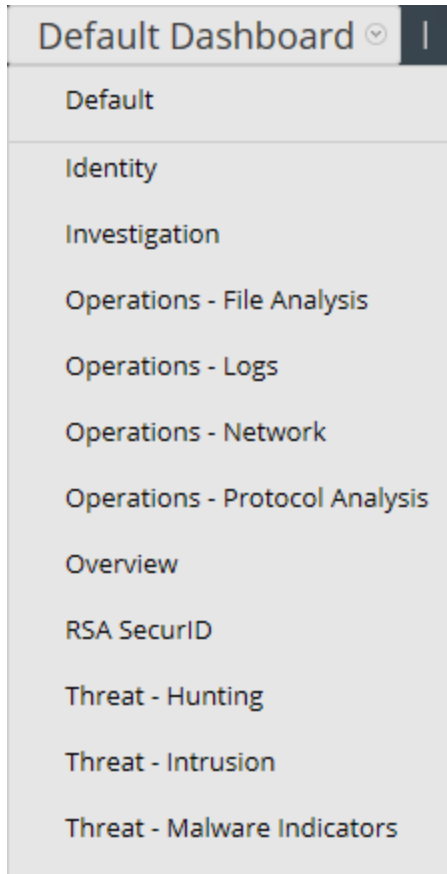 Default Dashboard
Default
Identity
Investigation
Operations - File Analysis
Operations - Logs
Operations - Network
Operations - Protocol Analysis
Overview
RSA SecurID
Threat - Hunting
Threat - Intrusion
Threat - Malware Indicators